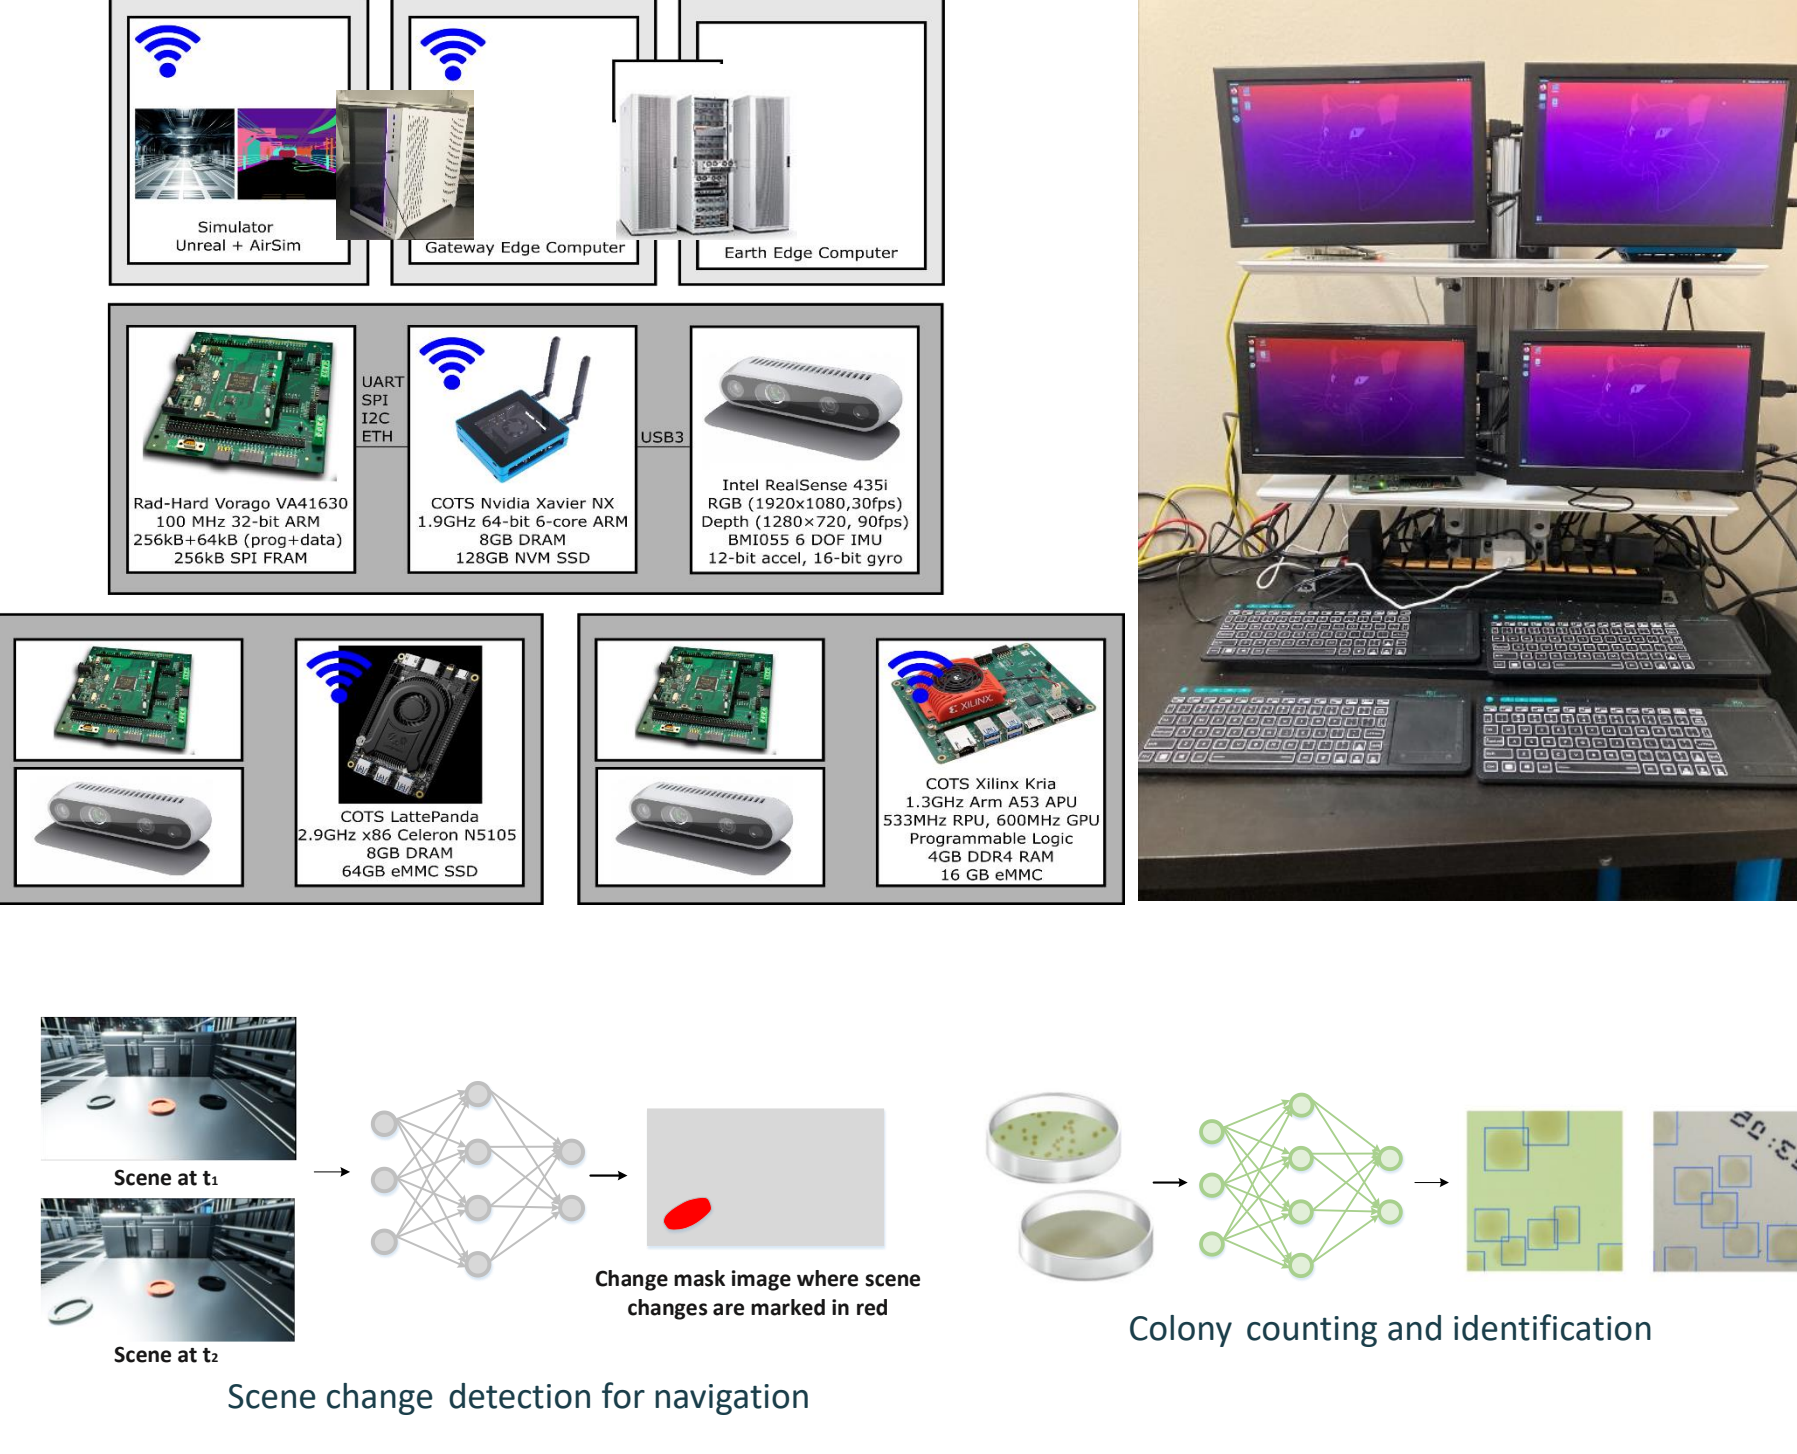 Simulator
Unreal + AirSim
Gateway Edge Computer
Earth Edge Computer
Rad-Hard Vorago VA41630
100 MHz 32-bit ARM
256kB+64kB (prog+data)
256kB SPI FRAM
UART
SPI
I2C
ETH
COTS Nvidia Xavier NX
1.9GHz 64-bit 6-core ARM
8GB DRAM
128GB NVM SSD
USB3
Intel RealSense 435i
RGB (1920x1080,30fps)
Depth (1280×720, 90fps)
BMI055 6 DOF IMU
12-bit accel, 16-bit gyro
COTS LattePanda
2.9GHz x86 Celeron N5105
8GB DRAM
64GB eMMC SSD
XILINX
COTS Xilinx Kria
1.3GHz Arm A53 APU
533MHz RPU, 600MHz GPU
Programmable Logic
4GB DDR4 RAM
16 GB eMMC
Scene at t1
Scene at t2
Change mask image where scene
changes are marked in red
Scene change detection for navigation
Colony counting and identification